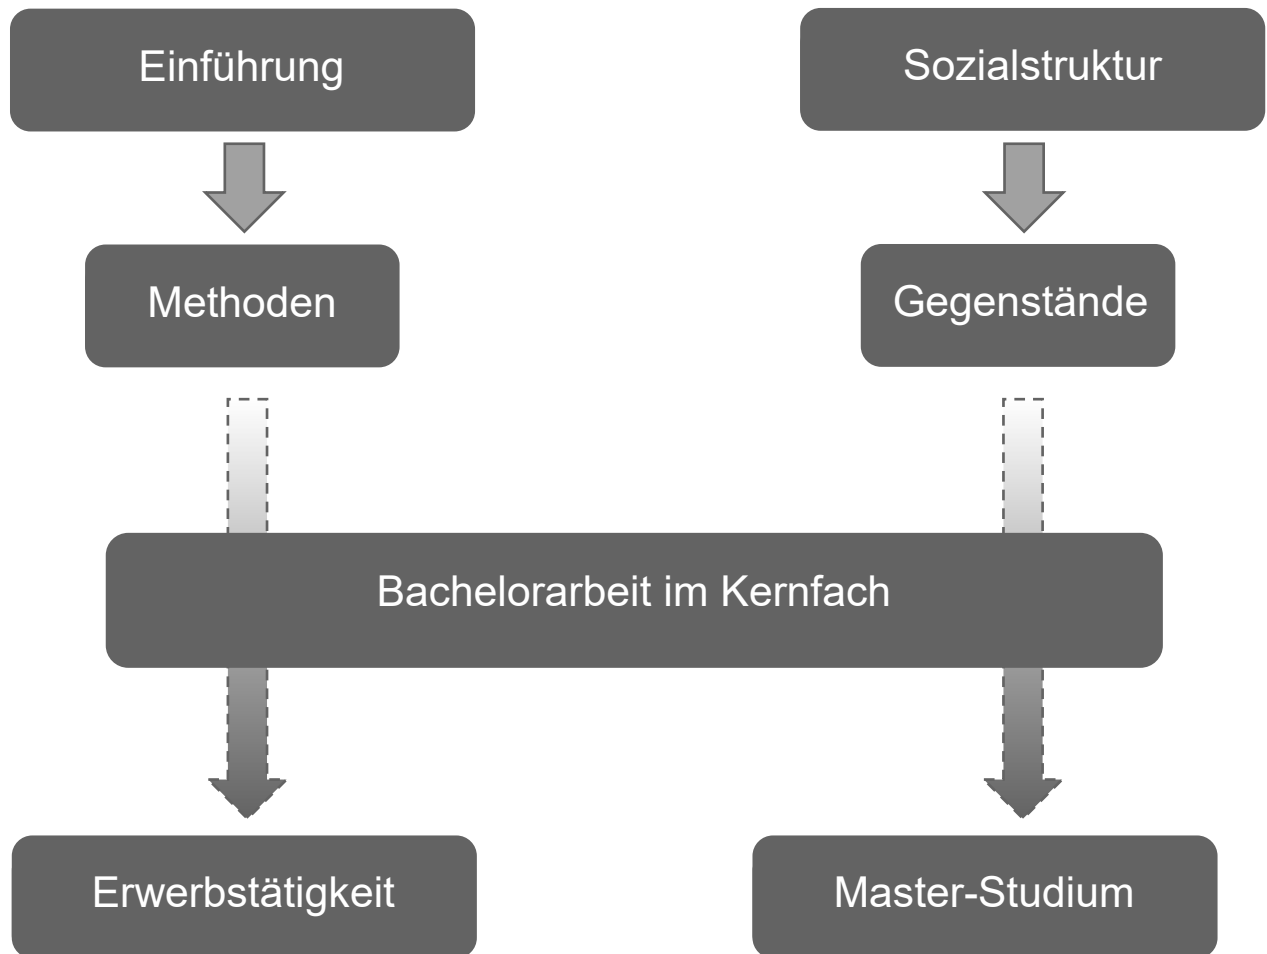 Einführung
Sozialstruktur
Methoden
Gegenstände
Bachelorarbeit im Kernfach
Erwerbstätigkeit
Master-Studium